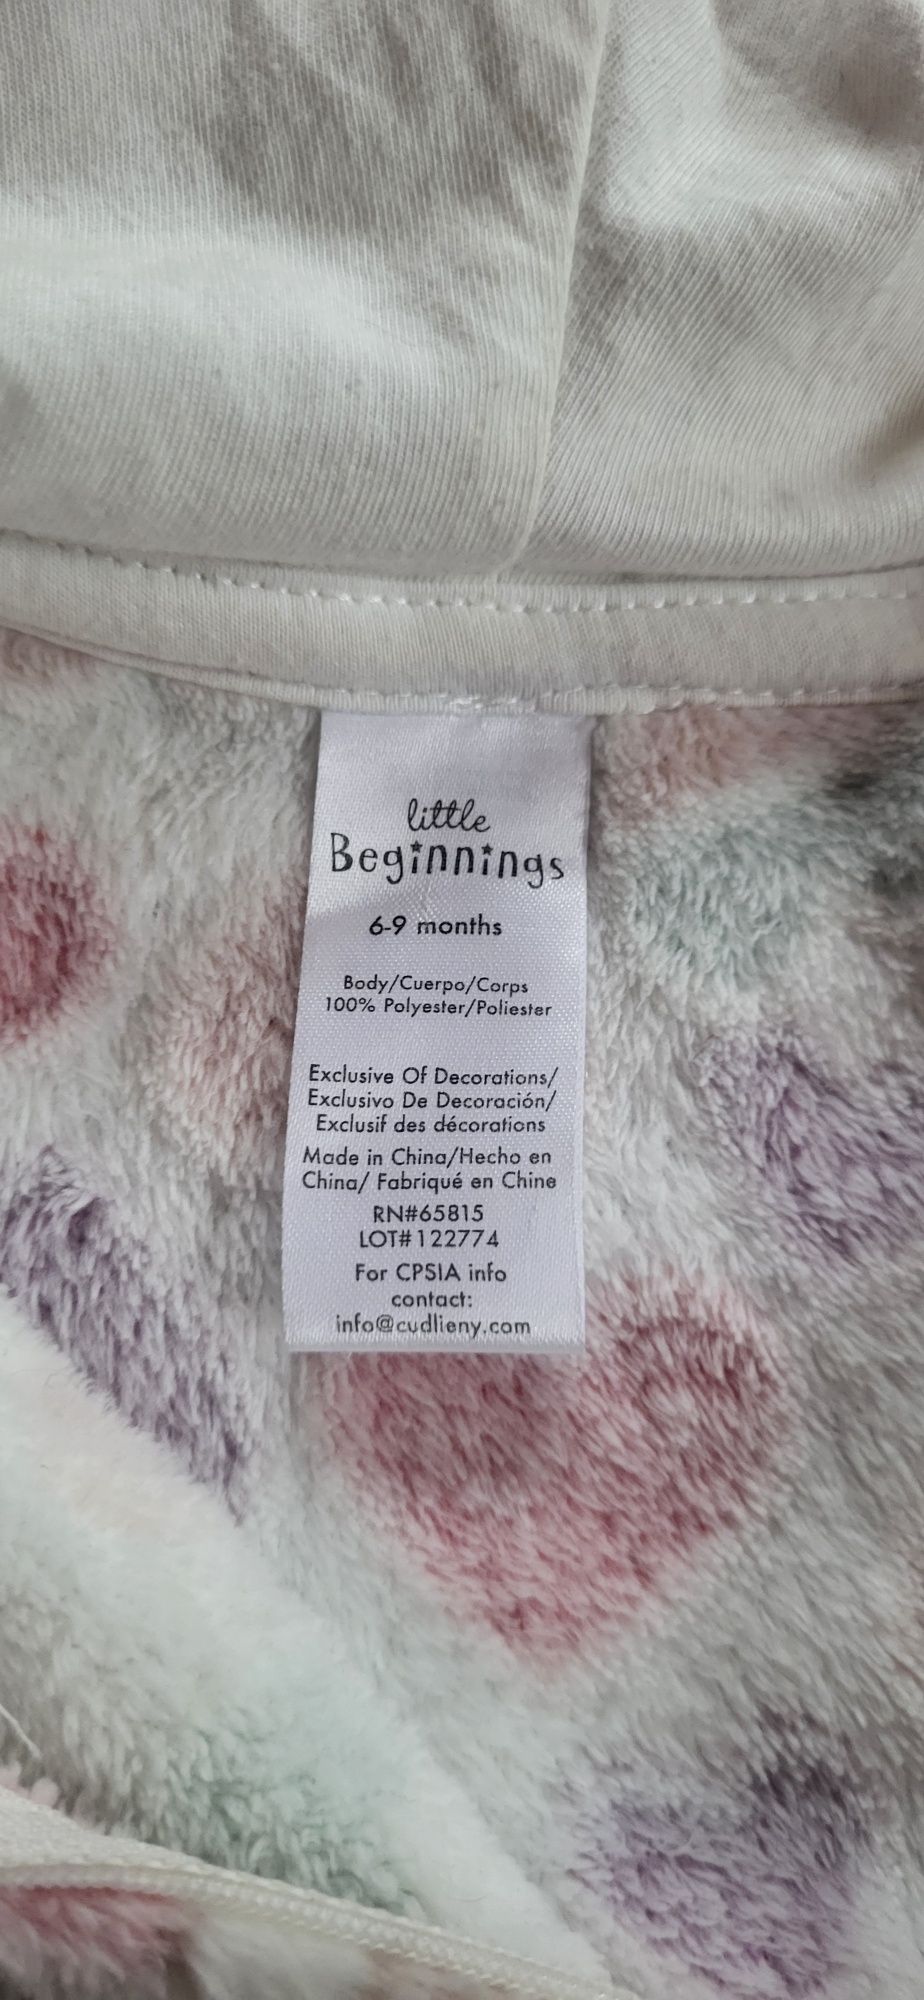 little
Beginnings
6-9 months
Body/Cuerpo/Corps
100% Polyester/Poliester
Exclusive Of Decorations/
Exclusivo De Decoración/
Exclusif des décorations
Made in China/Hecho en
China/ Fabriqué en Chine
RN#65815
LOT#122774
For CPSIA info
contact:
info@cudlieny.com